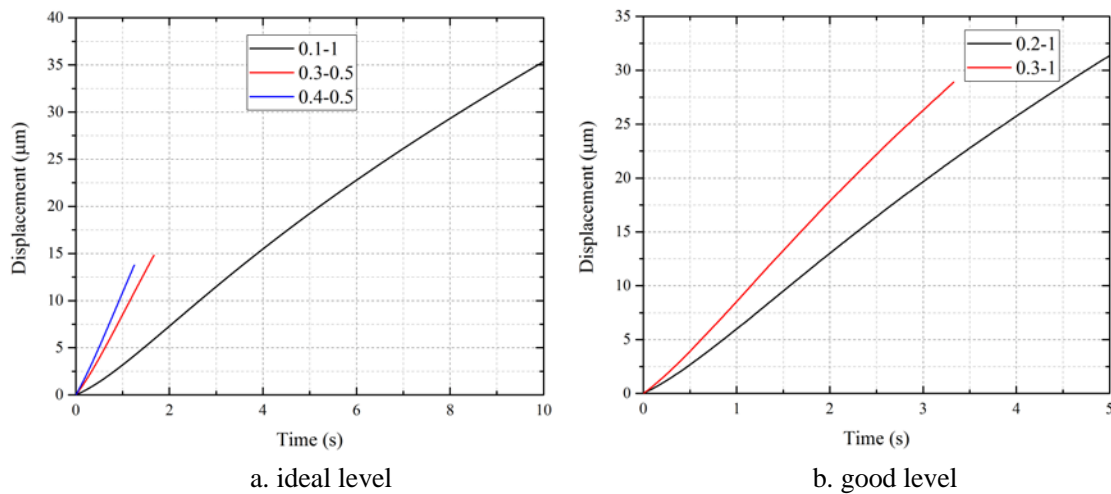 40
35
30
25
20
15
10
5
0
Displacement (μm)
0.1-1
0.3-0.5
0.4-0.5
0 2 4 6 8 10
Time (s)
a. ideal level
35
30
25
20
15
10
5
0
Displacement (μm)
0.2-1
0.3-1
0 1 2 3 4 5
Time (s)
b. good level